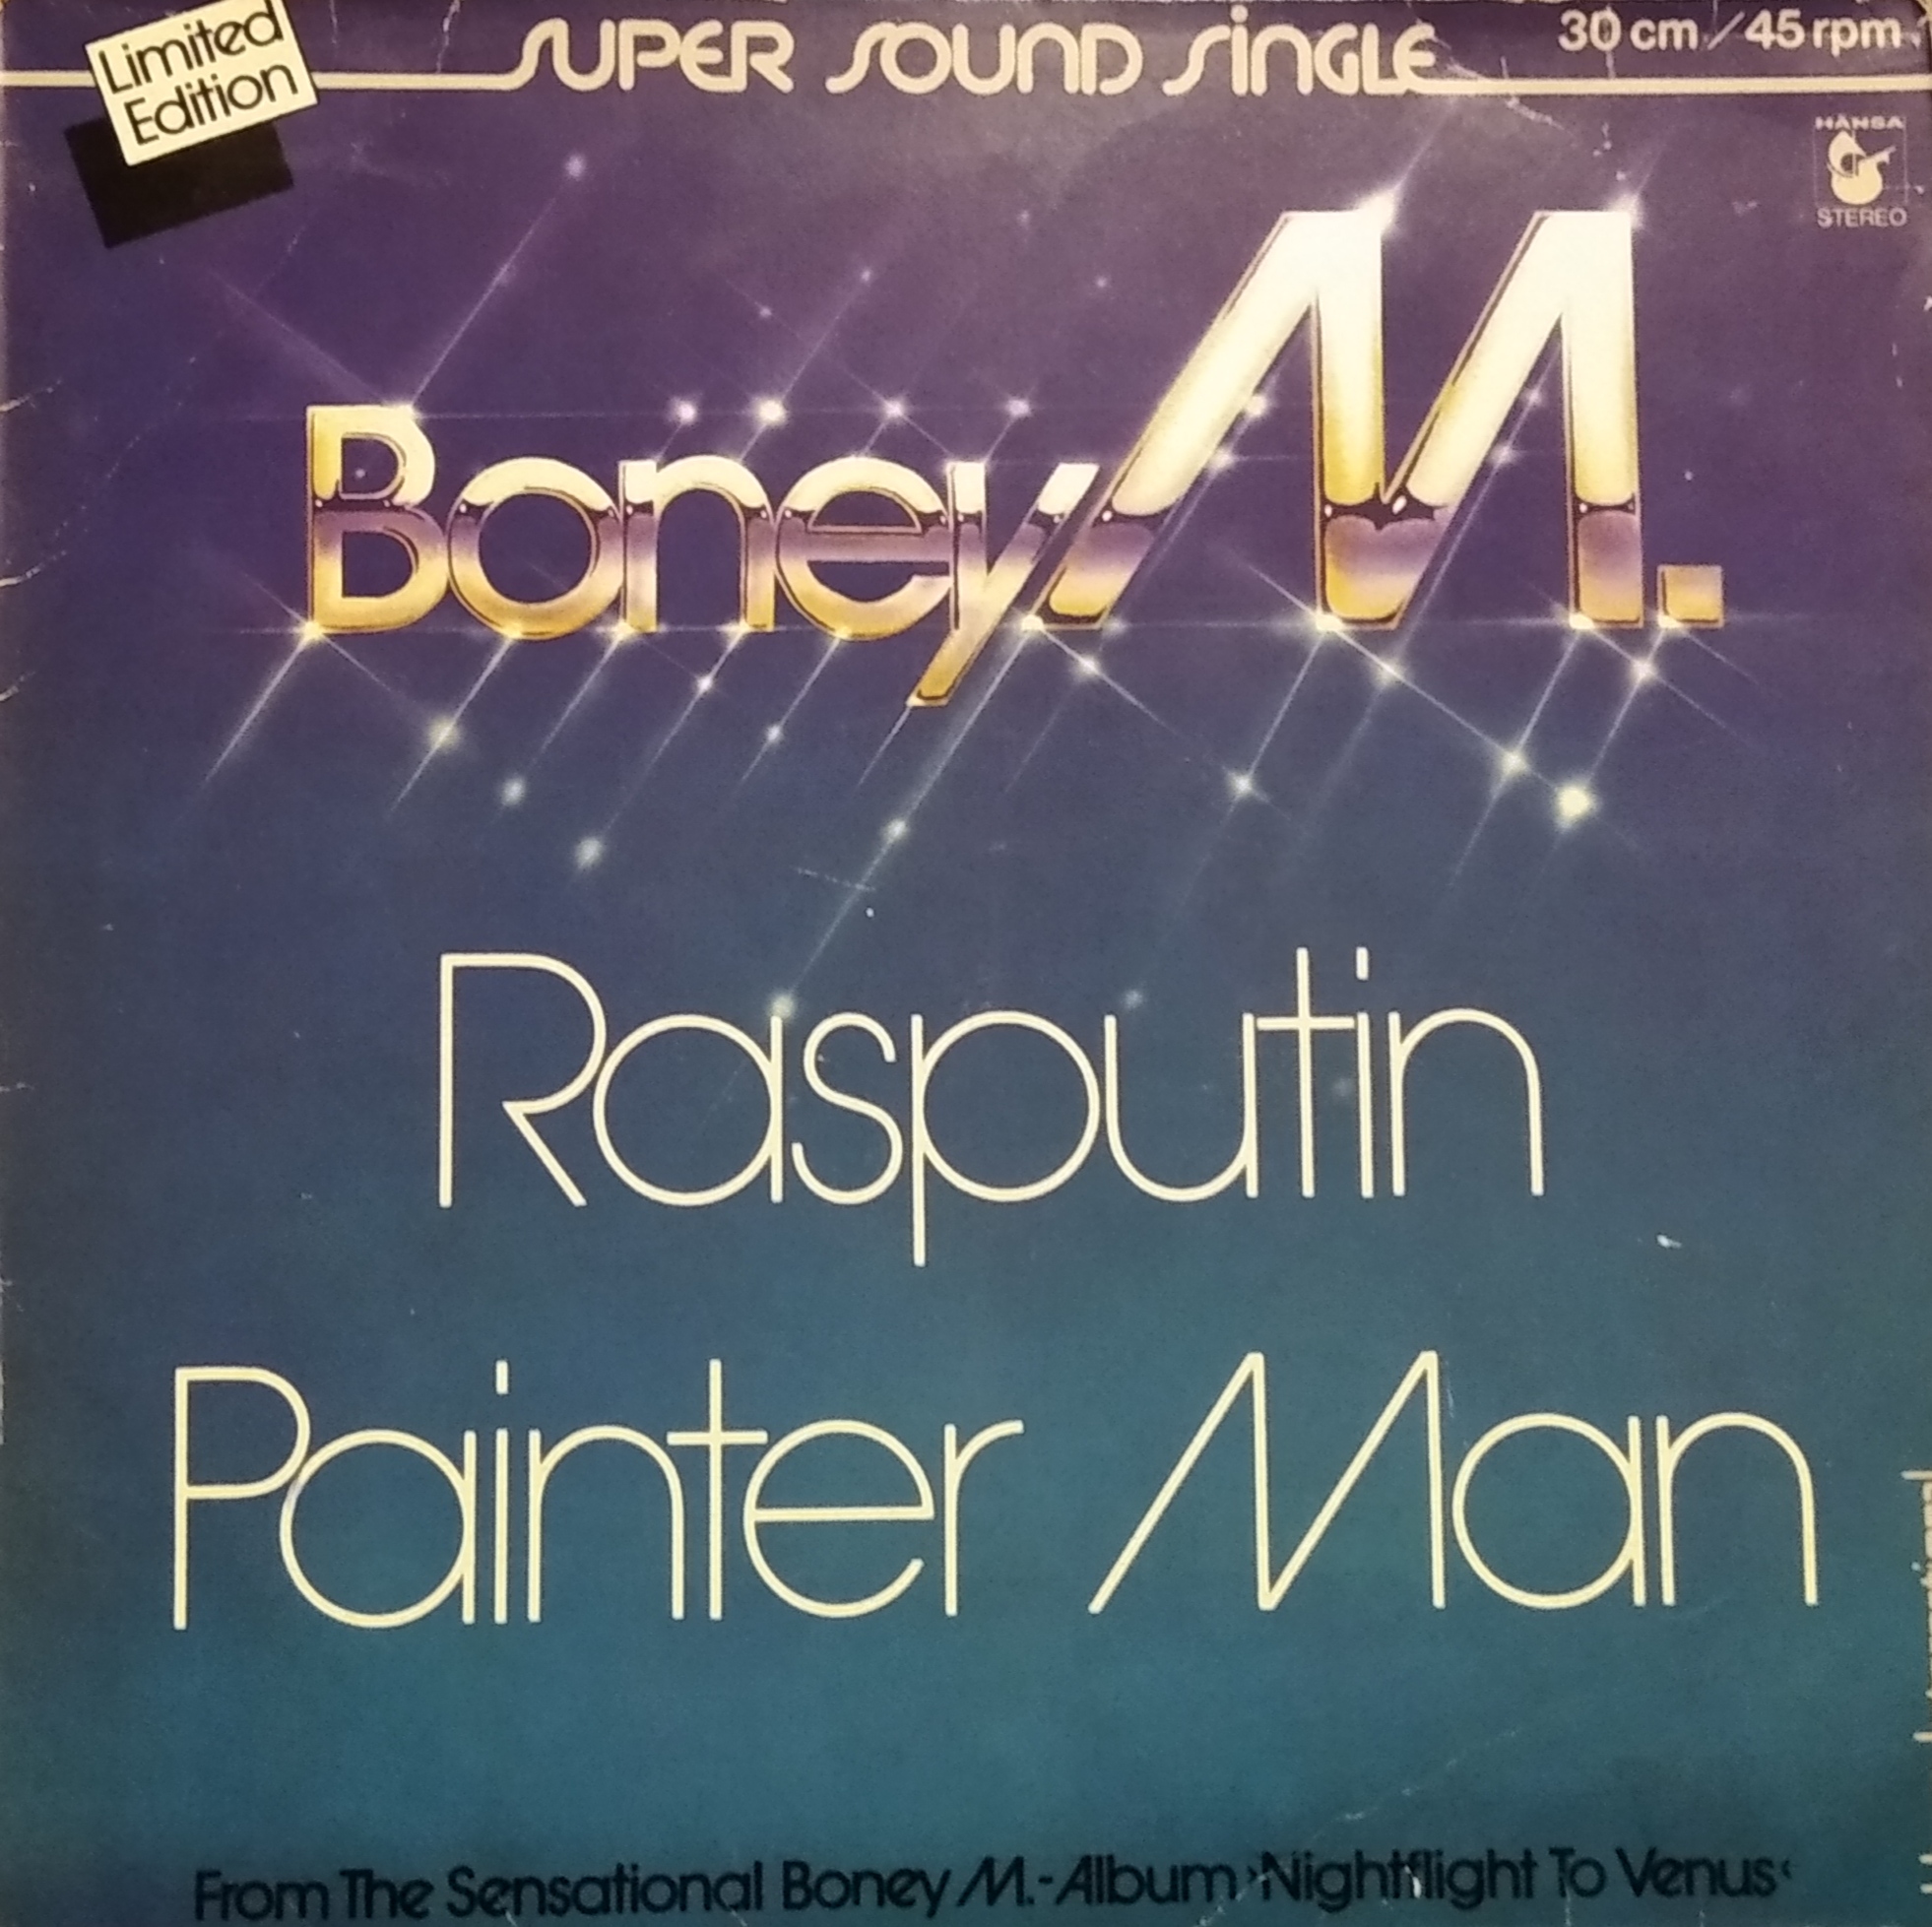 Limited
Edition
SUPER SOUND SINGLE
30 cm / 45 rpm
HANSA
STEREO
Boney M.
Rasputin
Painter Man
From The Sensational Boney M.-Album ›Nightflight To Venus‹